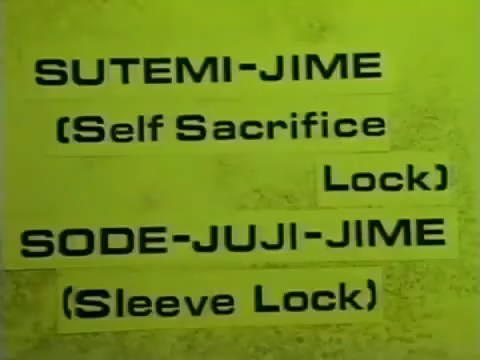 SUTEMI-JIME
(Self Sacrifice
Lock)
SODE-JUJI-JIME
(Sleeve Lock)